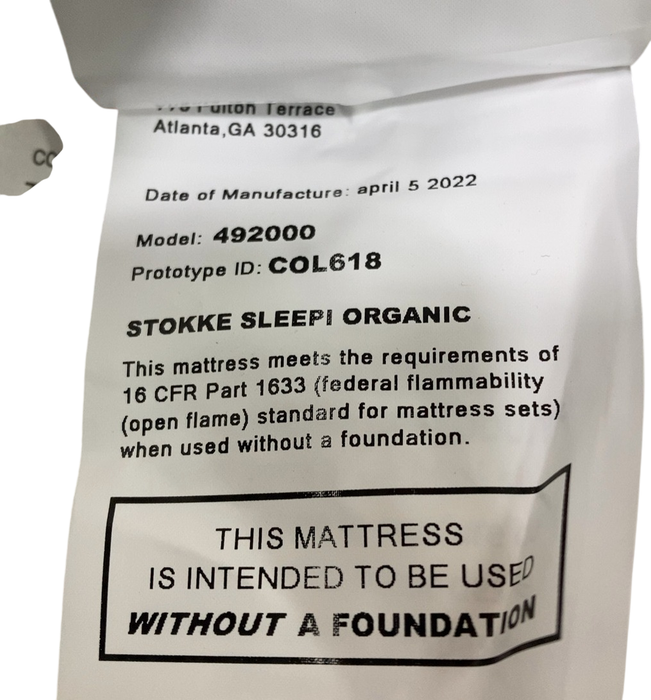 Terrace
Atlanta,GA 30316
Date of Manufacture: april 5 2022
Model: 492000
Prototype ID: COL618
STOKKE SLEEPI ORGANIC
This mattress meets the requirements of
16 CFR Part 1633 (federal flammability
(open flame) standard for mattress sets)
when used without a foundation.
THIS MATTRESS
IS INTENDED TO BE USED
WITHOUT A FOUNDATION